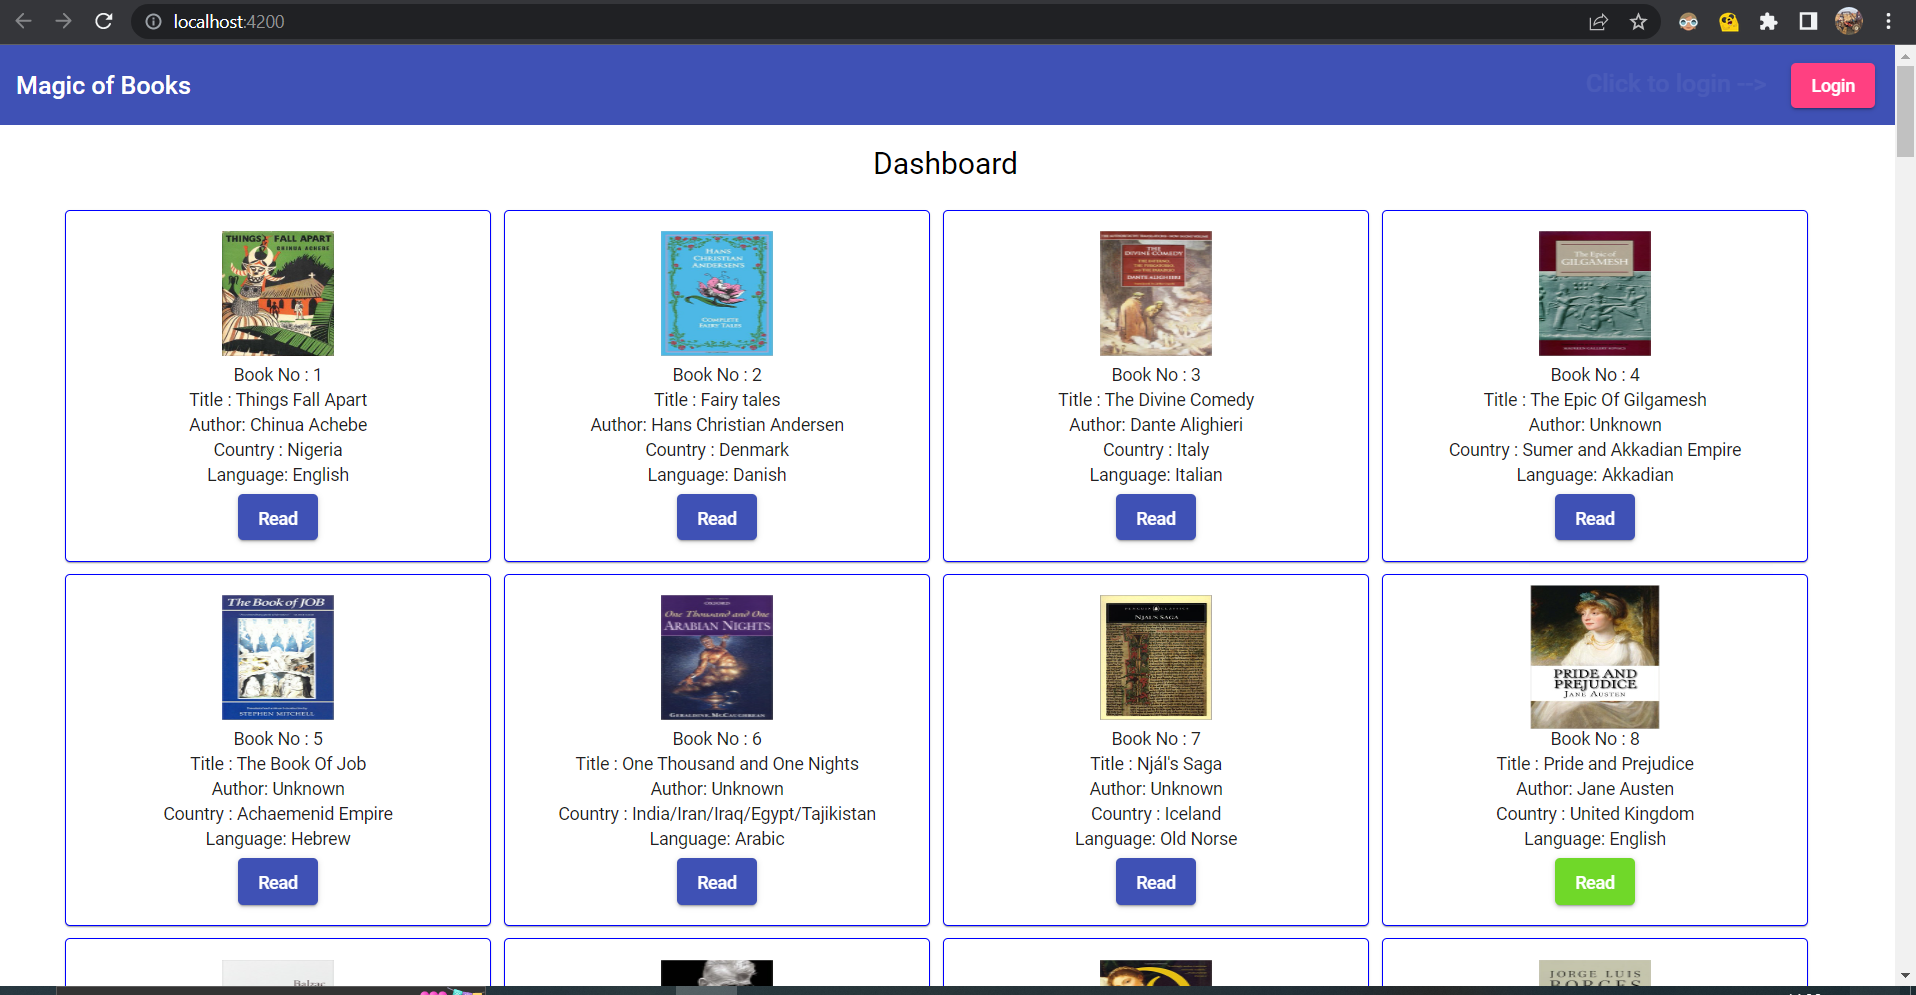 localhost:4200
Magic of Books
Click to login -->
Login
Dashboard
THINGS FALL APART
CHINUA ACHEBE
Book No : 1
Title : Things Fall Apart
Author: Chinua Achebe
Country : Nigeria
Language: English
Read
HANS
CHRISTIAN
ANDERSEN'S
COMPLETE
FAIRY TALES
Book No : 2
Title : Fairy tales
Author: Hans Christian Andersen
Country : Denmark
Language: Danish
Read
THE
DIVINE COMEDY
DANTE ALIGHIERI
Book No : 3
Title : The Divine Comedy
Author: Dante Alighieri
Country : Italy
Language: Italian
Read
The Epic of
GILGAMESH
Book No : 4
Title : The Epic Of Gilgamesh
Author: Unknown
Country : Sumer and Akkadian Empire
Language: Akkadian
Read
The Book of JOB
STEPHEN MITCHELL
Book No : 5
Title : The Book Of Job
Author: Unknown
Country : Achaemenid Empire
Language: Hebrew
Read
OXFORD
One Thousand and One
ARABIAN NIGHTS
GERALDINE MCCAUGHREAN
Book No : 6
Title : One Thousand and One Nights
Author: Unknown
Country : India/Iran/Iraq/Egypt/Tajikistan
Language: Arabic
Read
PENGUIN CLASSICS
NJAL'S SAGA
Book No : 7
Title : Njál's Saga
Author: Unknown
Country : Iceland
Language: Old Norse
Read
PRIDE AND
PREJUDICE
JANE AUSTEN
Book No : 8
Title : Pride and Prejudice
Author: Jane Austen
Country : United Kingdom
Language: English
Read
Balzac
JORGE LUIS
BORGES